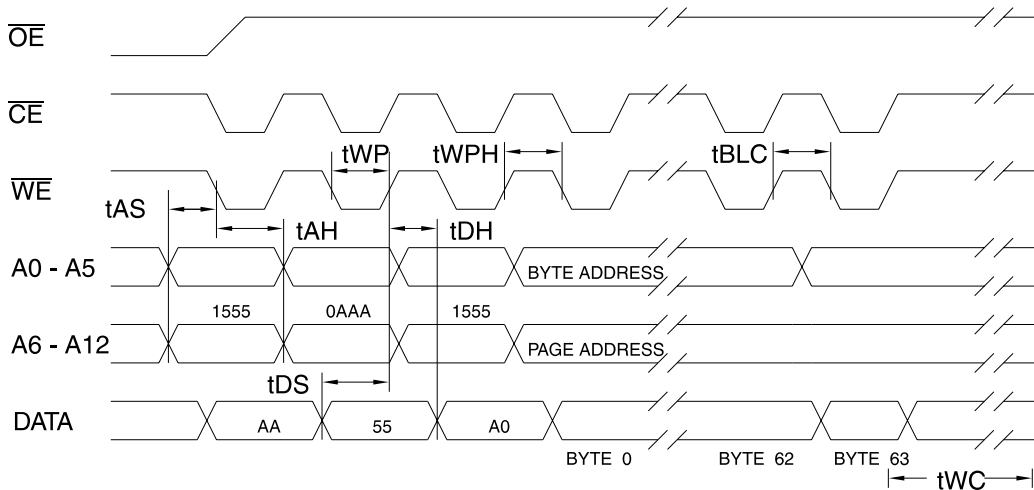 OE
CE
tWP tWPH tBLC
WE
tAS
tAH tDH
A0 - A5 BYTE ADDRESS
1555 0AAA 1555
A6 - A12 PAGE ADDRESS
tDS
DATA AA 55 A0
BYTE 0 BYTE 62 BYTE 63
tWC